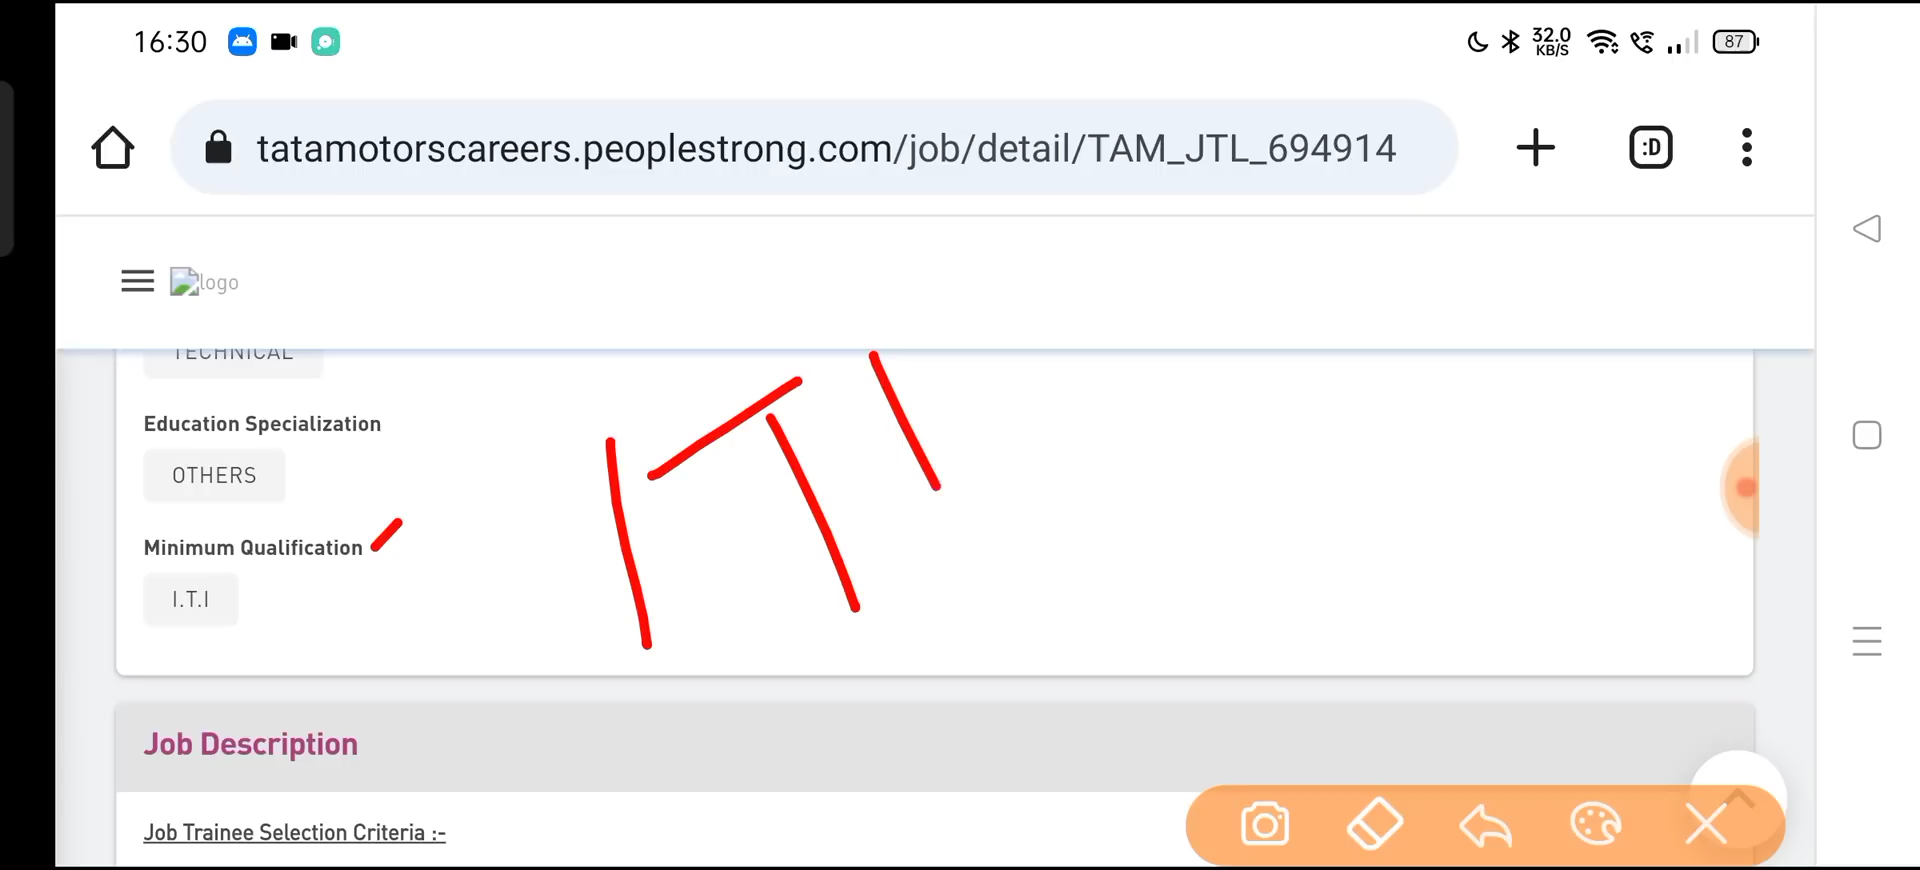 16:30
32.0
KB/S
87
tatamotorscareers.peoplestrong.com/job/detail/TAM_JTL_694914
:D
logo
TECHNICAL
Education Specialization
OTHERS
ITI
Minimum Qualification
I.T.I
Job Description
Job Trainee Selection Criteria :-